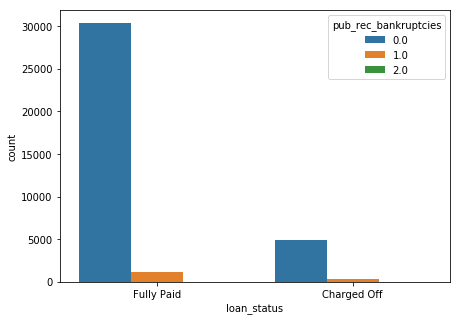 pub_rec_bankruptcies
0.0
1.0
2.0
30000
25000
20000
15000
10000
5000
0
count
Fully Paid
Charged Off
loan_status